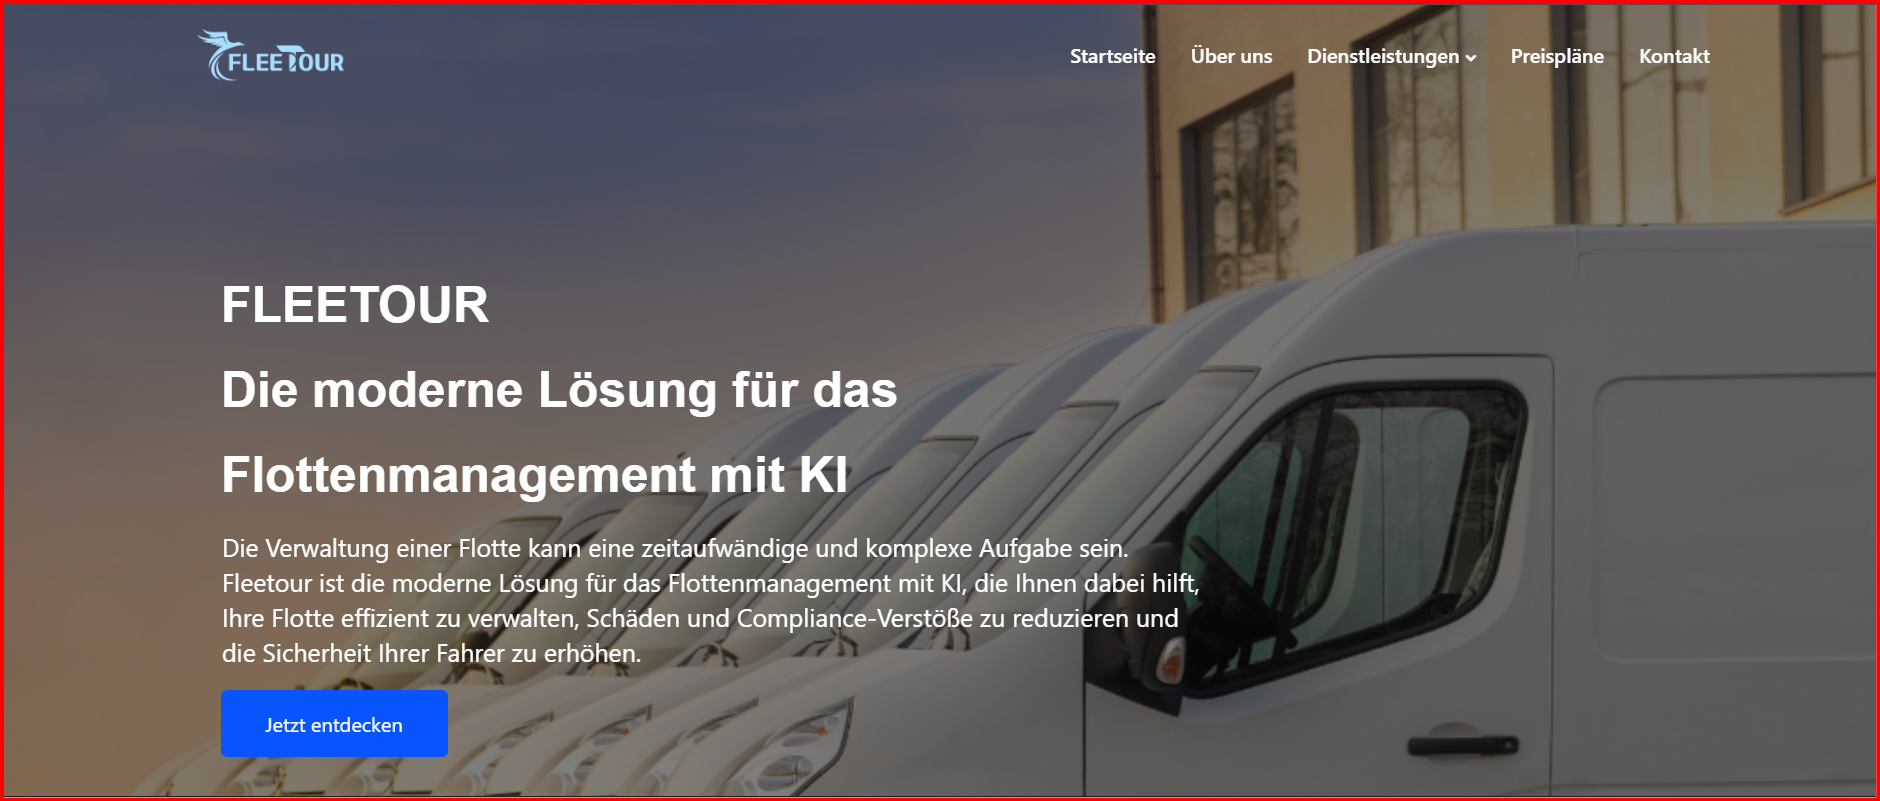 FLEETOUR
Startseite Über uns Dienstleistungen Preispläne Kontakt
FLEETOUR
Die moderne Lösung für das
Flottenmanagement mit KI
Die Verwaltung einer Flotte kann eine zeitaufwändige und komplexe Aufgabe sein.
Fleetour ist die moderne Lösung für das Flottenmanagement mit KI, die Ihnen dabei hilft,
Ihre Flotte effizient zu verwalten, Schäden und Compliance-Verstöße zu reduzieren und
die Sicherheit Ihrer Fahrer zu erhöhen.
Jetzt entdecken